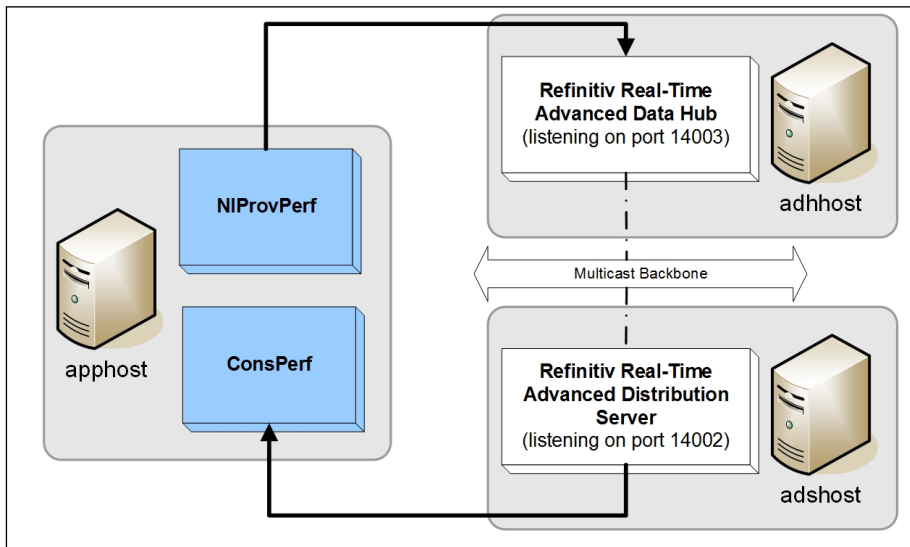 Refinitiv Real-Time
Advanced Data Hub
(listening on port 14003)
adhhost
NIProvPerf
Multicast Backbone
apphost
ConsPerf
Refinitiv Real-Time
Advanced Distribution
Server
(listening on port 14002)
adshost